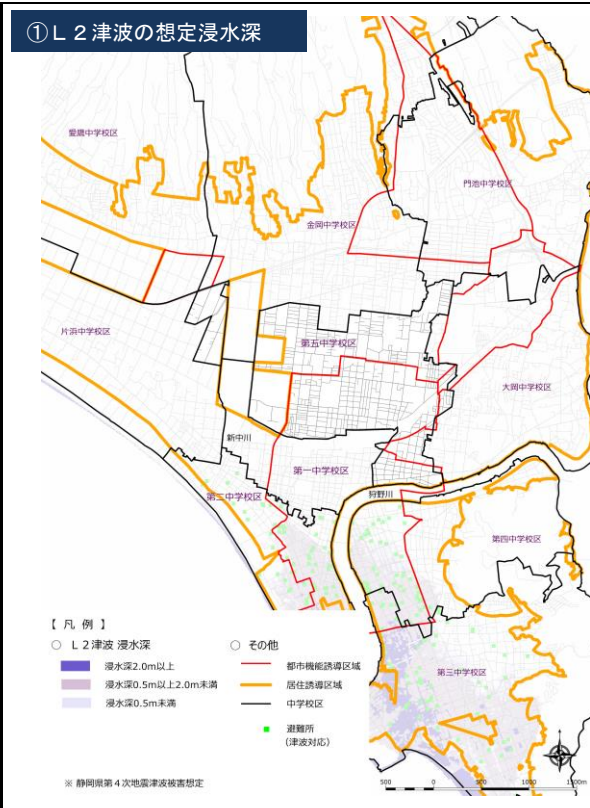 ①L2津波の想定浸水深
愛鷹中学校区
門池中学校区
金岡中学校区
片浜中学校区
第五中学校区
大岡中学校区
新中川
第一中学校区
第二中学校区
狩野川
第四中学校区
第三中学校区
【 凡 例 】
○ L2津波 浸水深
浸水深2.0m以上
浸水深0.5m以上2.0m未満
浸水深0.5m未満
○ その他
都市機能誘導区域
居住誘導区域
中学校区
避難所
(津波対応)
※ 静岡県第4次地震津波被害想定
500 0 500 1000 1500m